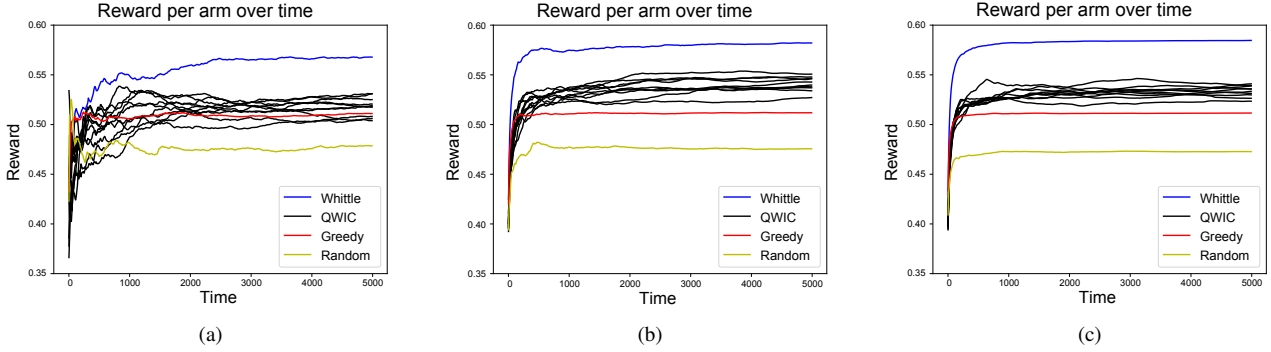 Reward per arm over time
0.60
0.55
0.50
0.45
0.40
0.35
Reward
0 1000 2000 3000 4000 5000
Time
Whittle
QWIC
Greedy
Random
(a)
Reward per arm over time
0.60
0.55
0.50
0.45
0.40
0.35
Reward
0 1000 2000 3000 4000 5000
Time
Whittle
QWIC
Greedy
Random
(b)
Reward per arm over time
0.60
0.55
0.50
0.45
0.40
0.35
Reward
0 1000 2000 3000 4000 5000
Time
Whittle
QWIC
Greedy
Random
(c)